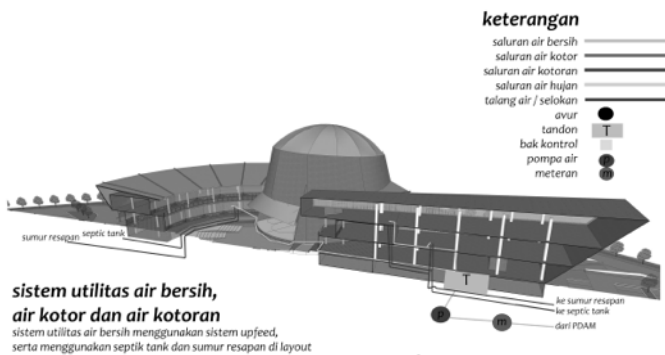 keterangan
saluran air bersih
saluran air kotor
saluran air kotoran
saluran air hujan
talang air / selokan
avur
tandon T
bak kontrol
pompa air p
meteran m
septic tank
sumur resapan
T
ke sumur resapan
ke septic tank
p
m
dari PDAM
sistem utilitas air bersih,
air kotor dan air kotoran
sistem utilitas air bersih menggunakan sistem upfeed,
serta menggunakan septik tank dan sumur resapan di layout